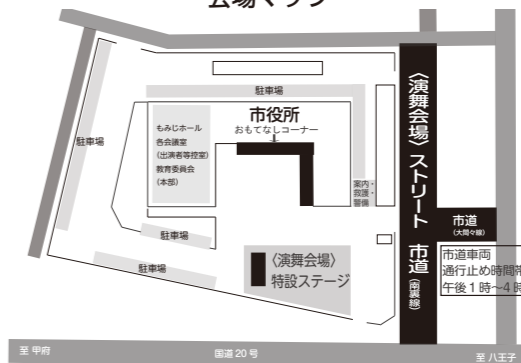 会場マップ
駐車場
駐車場
市役所
おもてなしコーナー
もみじホール
各会議室
(出演者等控室)
教育委員会
(本部)
案内・
救護・
警備
駐車場
駐車場
〈演舞会場〉
特設ステージ
〈演舞会場〉ストリート 市道(南裏線)
市道
(大間々線)
市道車両
通行止め時間帯
午後1時～4時
至 甲府
国道20号
至 八王子